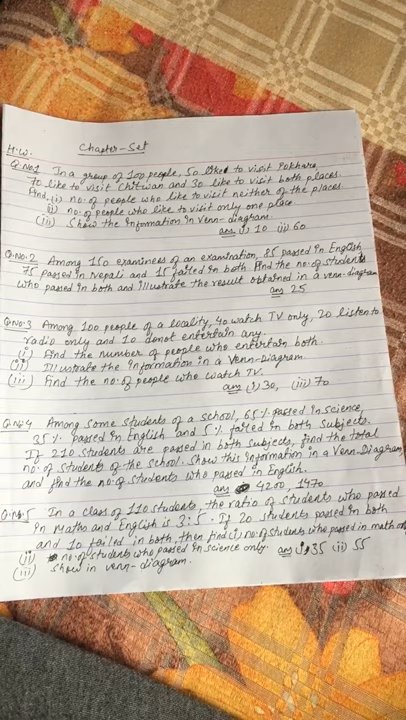 H.W. Chapter-Set
Q.No.1 In a group of 100 people, 50 liked to visit Pokhara,
70 like to visit Chitwan and 30 like to visit both places.
Find, (i) no. of people who like to visit neither of the places
(ii) no. of people who like to visit only one place.
(iii) Show the information in Venn-diagram.
ans (i) 10 (ii) 60
Q.No.2 Among 150 examinees of an examination, 85 passed in English,
75 passed in Nepali and 15 failed in both. Find the no. of students
who passed in both and illustrate the result obtained in a venn-diagram
ans 25
Q.No.3 Among 100 people of a locality, 40 watch TV only, 20 listen to
radio only and 10 donot entertain any.
(i) Find the number of people who entertain both.
(ii) Illustrate the information in a Venn-Diagram.
(iii) Find the no. of people who watch TV.
ans (i) 30, (iii) 70
Q.No.4 Among some students of a school, 65% passed in science,
35% passed in English and 5% failed in both subjects.
If 210 students are passed in both subjects, find the total
no. of students of the school. Show this information in a Venn-Diagram,
and find the no. of students who passed in English.
ans 4200, 1470
Q.No.5 In a class of 110 students, the ratio of students who passed
in maths and English is 3:5. If 20 students passed in both
and 10 failed in both, then find (i) no. of students who passed in math on
(ii) no. of students who passed in science only. ans (i) 35 (ii) 55
(iii) show in venn-diagram.